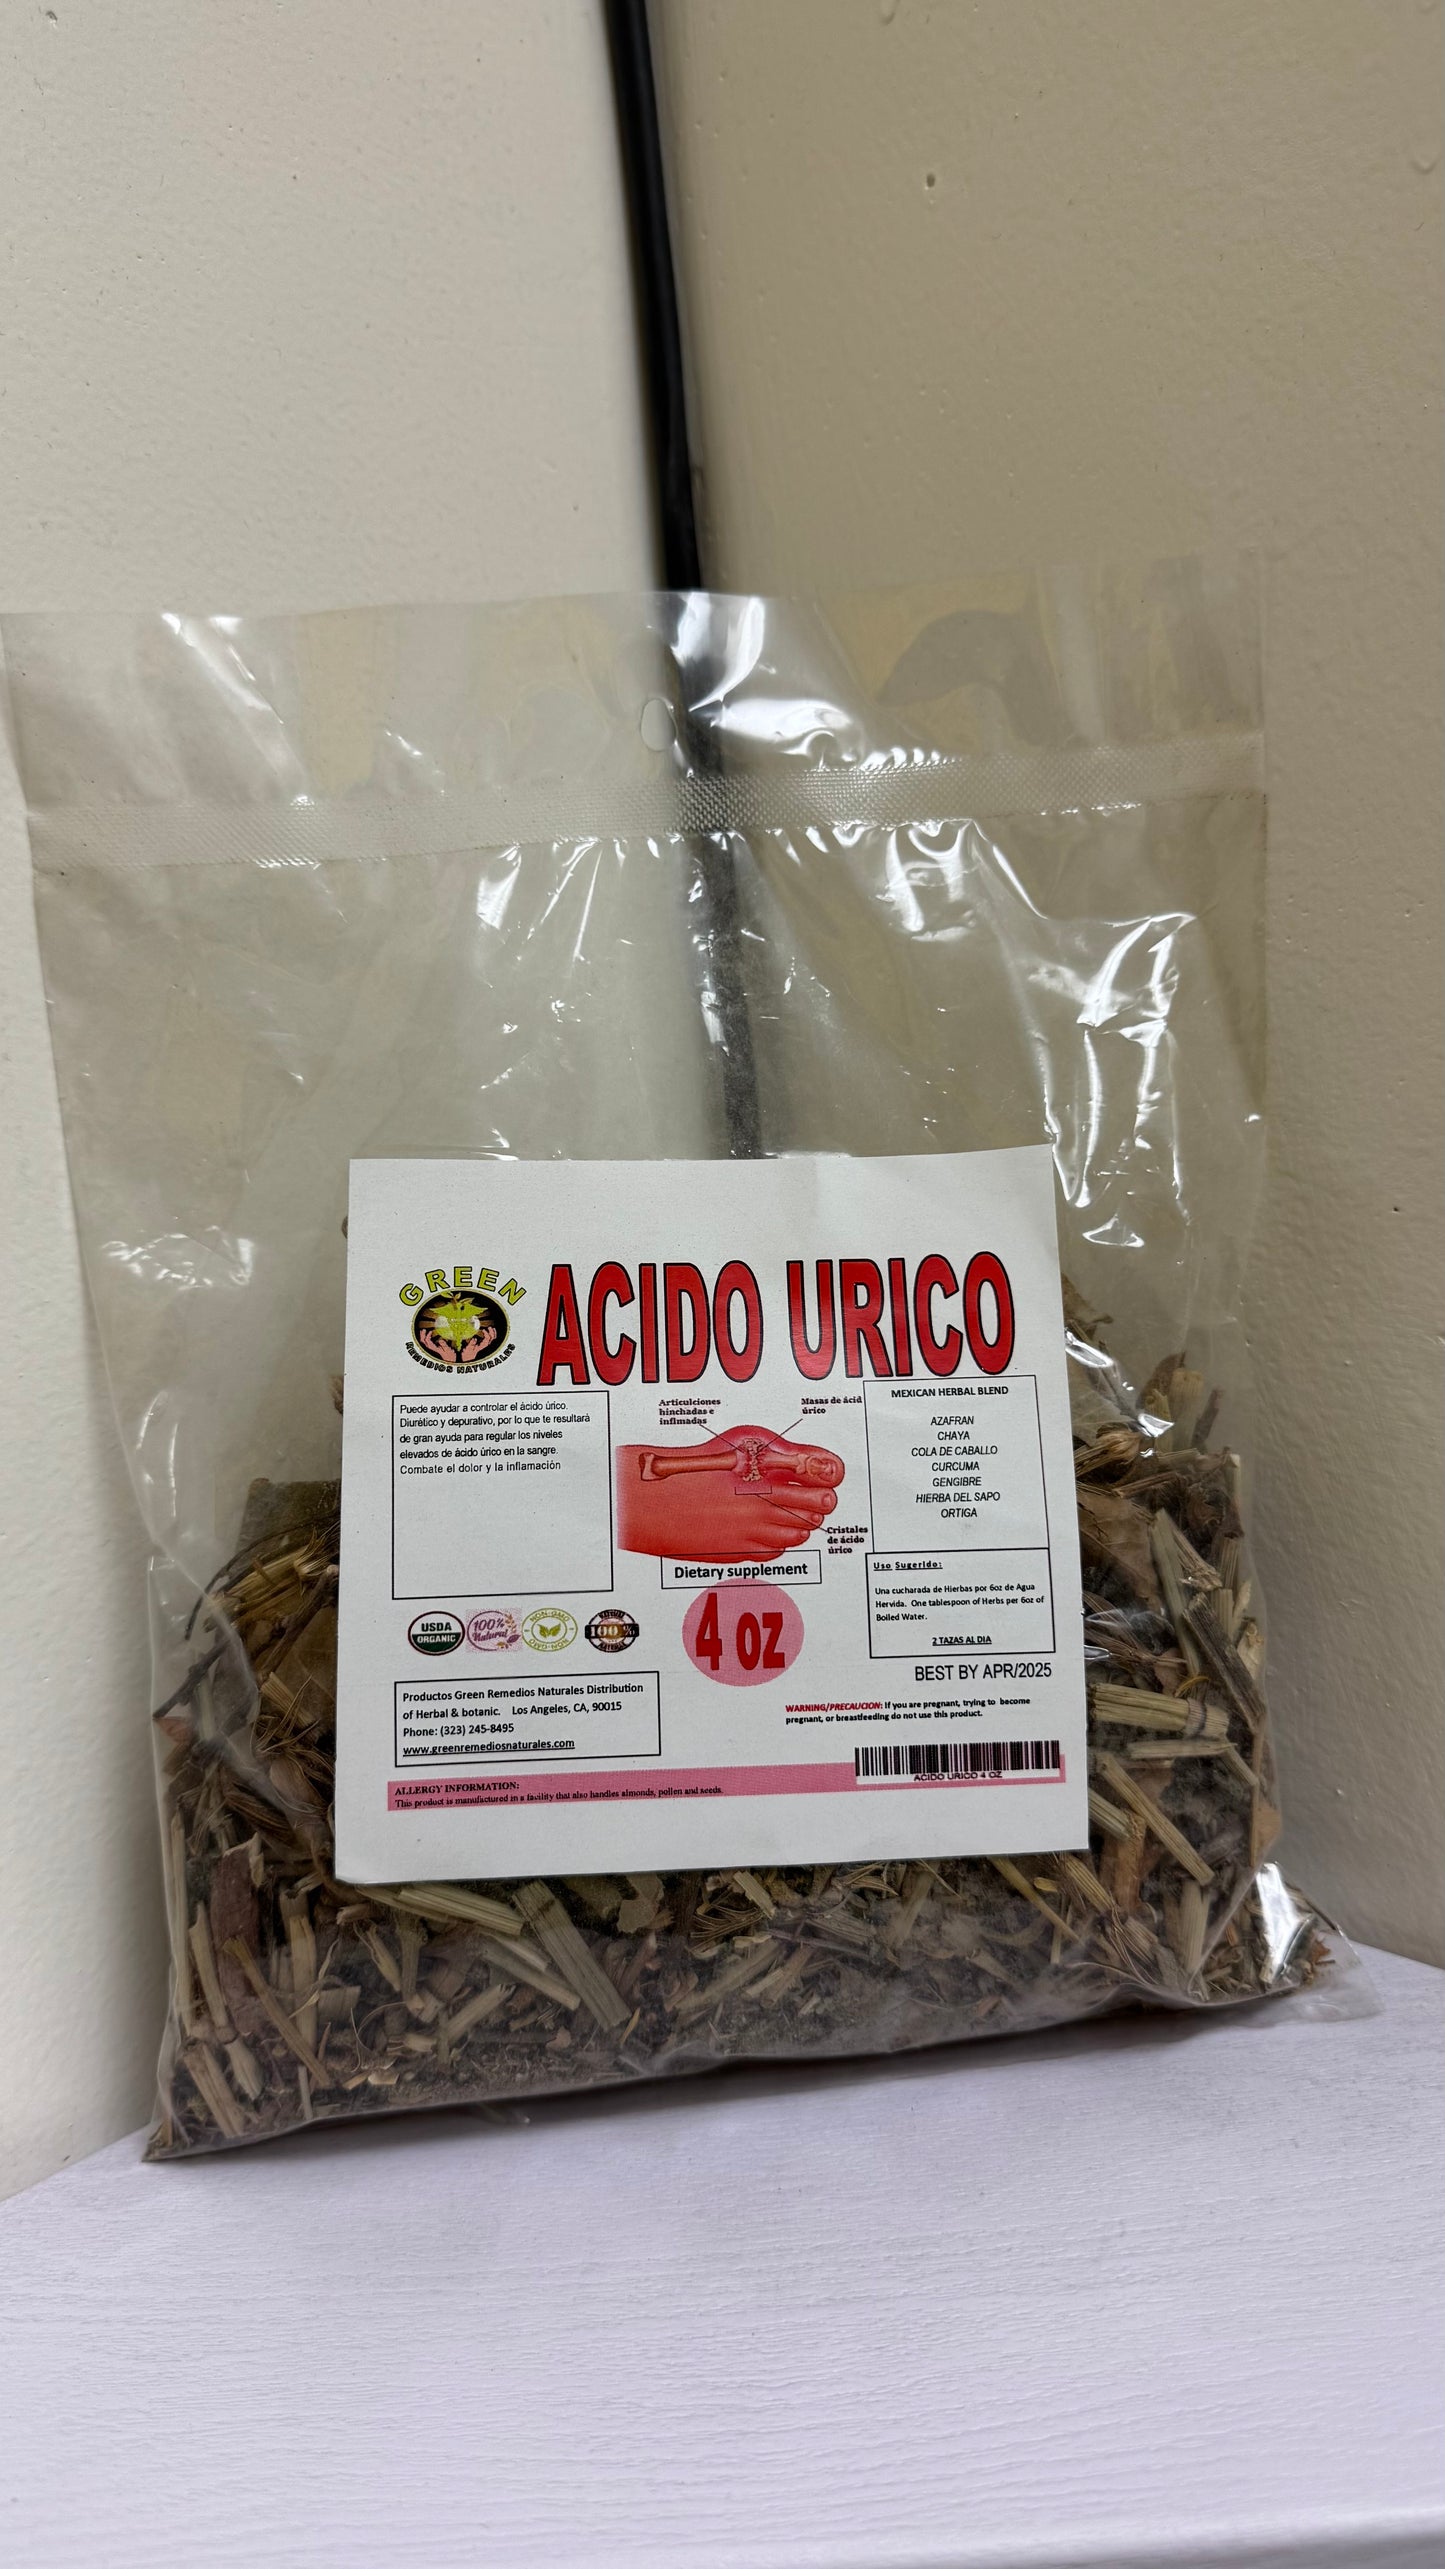 GREEN
REMEDIOS NATURALES
ACIDO URICO
Puede ayudar a controlar el ácido úrico.
Diurético y depurativo, por lo que te resultará
de gran ayuda para regular los niveles
elevados de ácido úrico en la sangre.
Combate el dolor y la inflamación
Articulciones
hinchadas e
inflmadas
Masas de ácid
úrico
Cristales
de ácido
úrico
Dietary supplement
4 oz
MEXICAN HERBAL BLEND
AZAFRAN
CHAYA
COLA DE CABALLO
CURCUMA
GENGIBRE
HIERBA DEL SAPO
ORTIGA
Uso Sugerido:
Una cucharada de Hierbas por 6oz de Agua
Hervida. One tablespoon of Herbs per 6oz of
Boiled Water.
2 TAZAS AL DIA
USDA
ORGANIC
100%
Natural
NON-GMO
NON-GMO
100 %
BEST BY APR/2025
Productos Green Remedios Naturales Distribution
of Herbal & botanic. Los Angeles, CA, 90015
Phone: (323) 245-8495
www.greenremediosnaturales.com
WARNING/PRECAUCION: If you are pregnant, trying to become
pregnant, or breastfeeding do not use this product.
ACIDO URICO 4 OZ
ALLERGY INFORMATION:
This product is manufactured in a facility that also handles almonds, pollen and seeds.